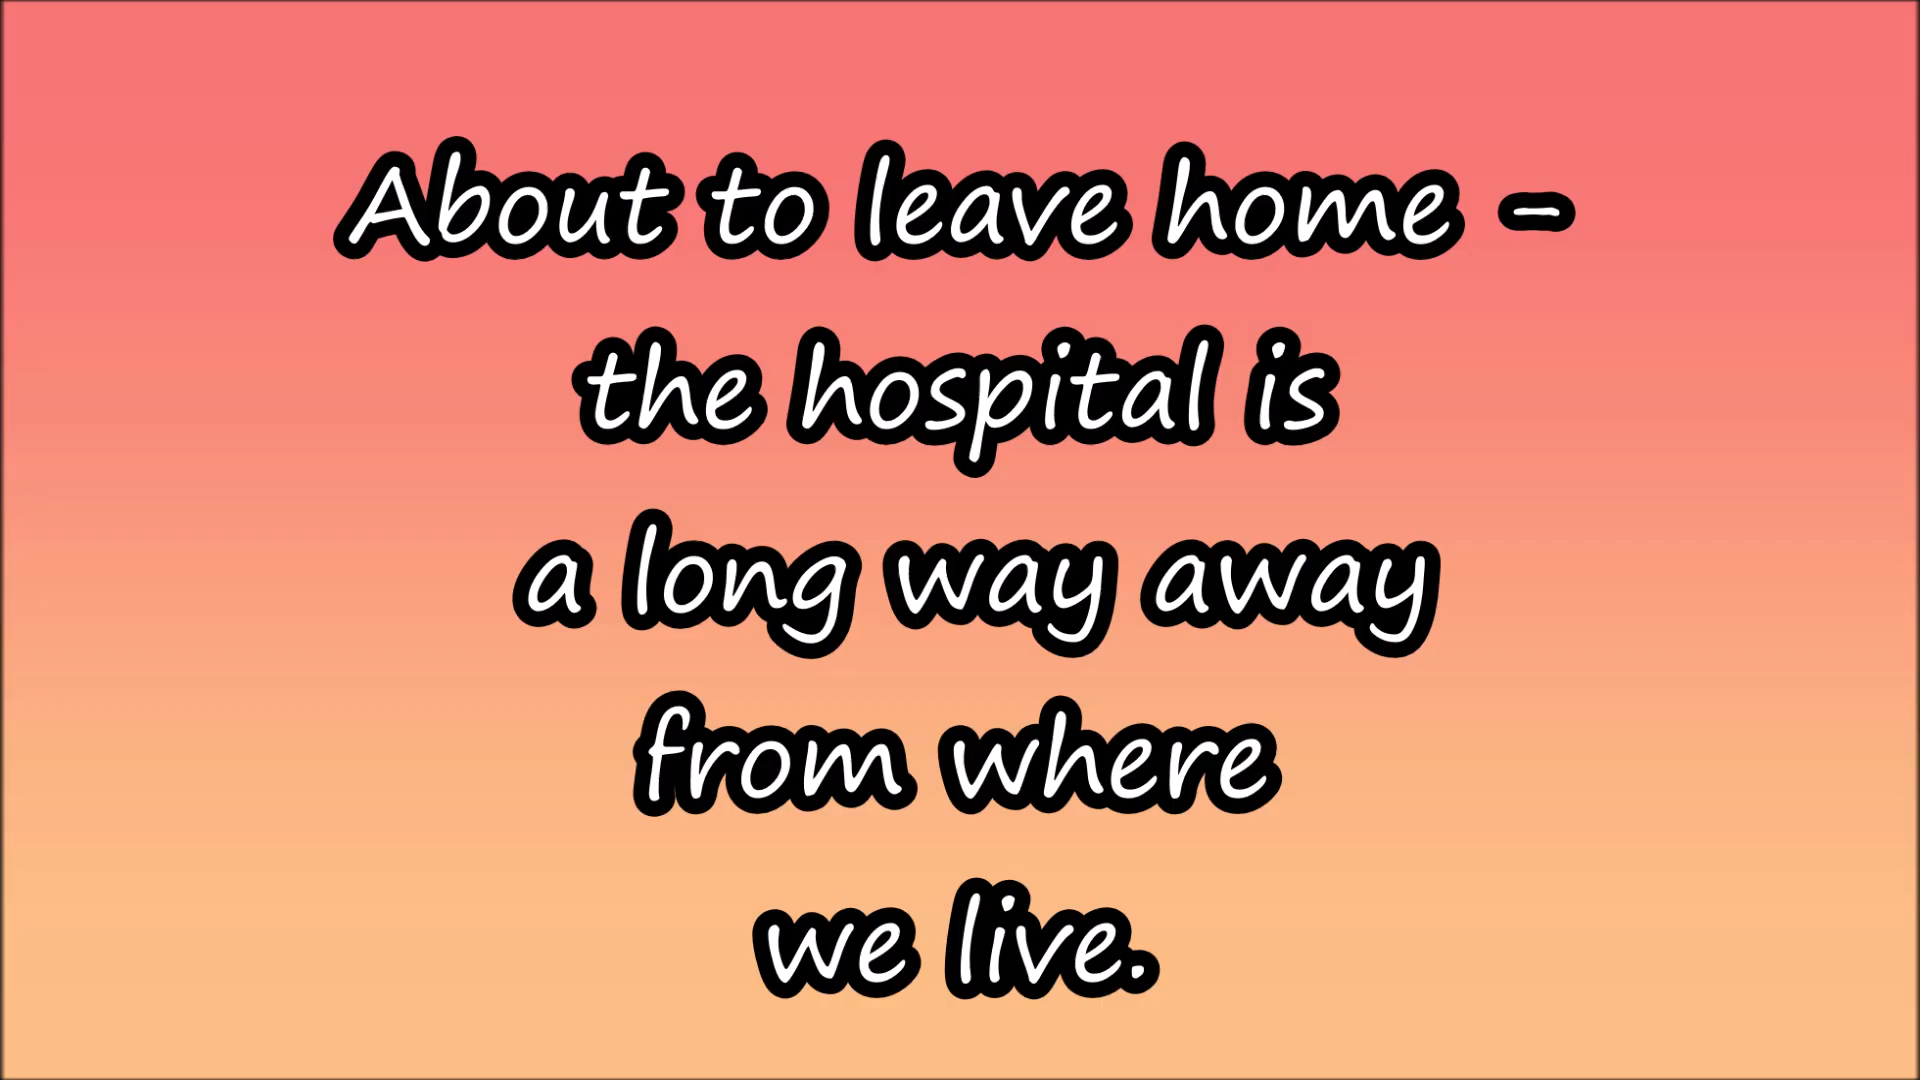 About to leave home –
the hospital is
a long way away
from where
we live.